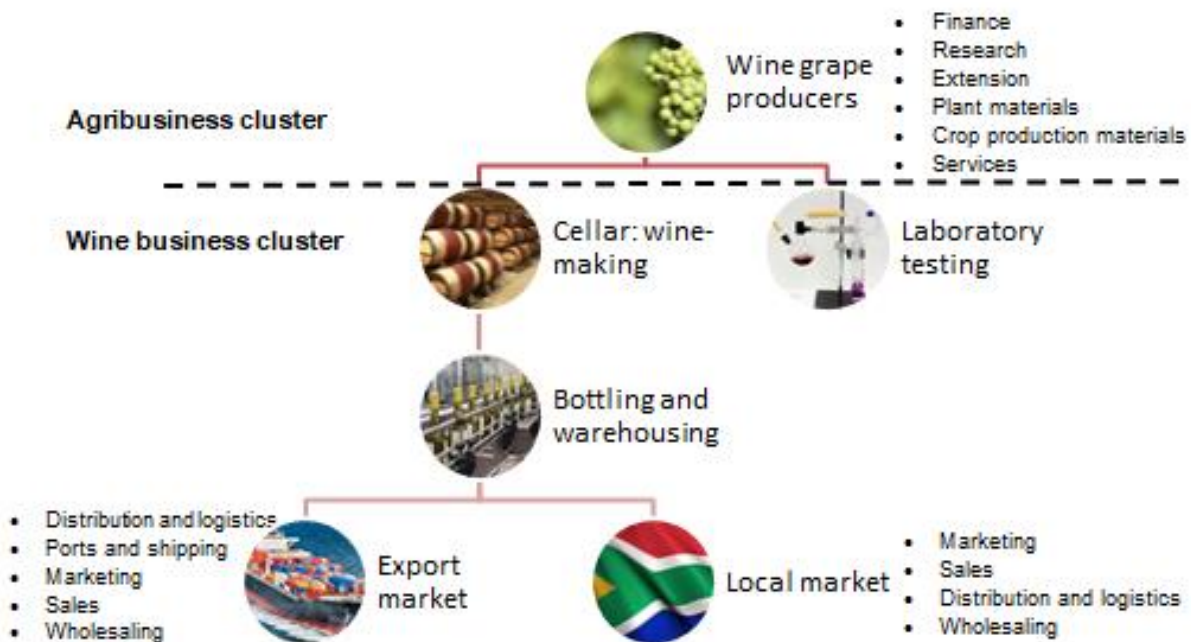 • Finance
• Research
• Extension
• Plant materials
• Crop production materials
• Services
Wine grape
producers
Agribusiness cluster
Wine business cluster
Cellar: wine-
making
Laboratory
testing
Bottling and
warehousing
• Distribution and logistics
• Ports and shipping
• Marketing
• Sales
• Wholesaling
Export
market
Local market
• Marketing
• Sales
• Distribution and logistics
• Wholesaling